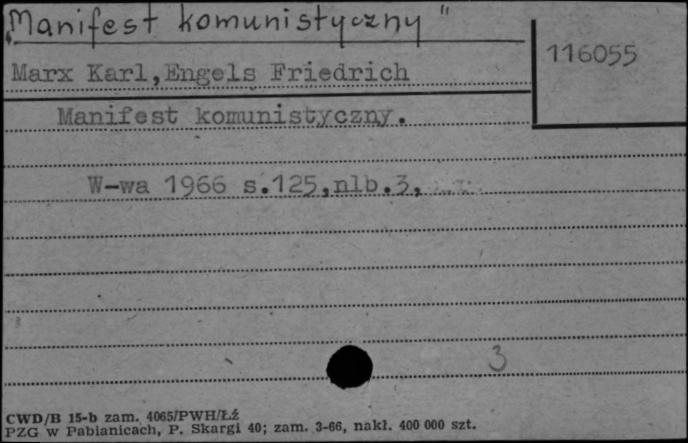 „Manifest komunistyczny"
116055
Marx Karl,Engels Friedrich
Manifest komunistyczny.
W-wa 1966 s.125,nlb.3,
3
CWD/B 15-b zam. 4065/PWH/Łź
PZG w Pabianicach, P. Skargi 40; zam. 3-66, nakł. 400 000 szt.